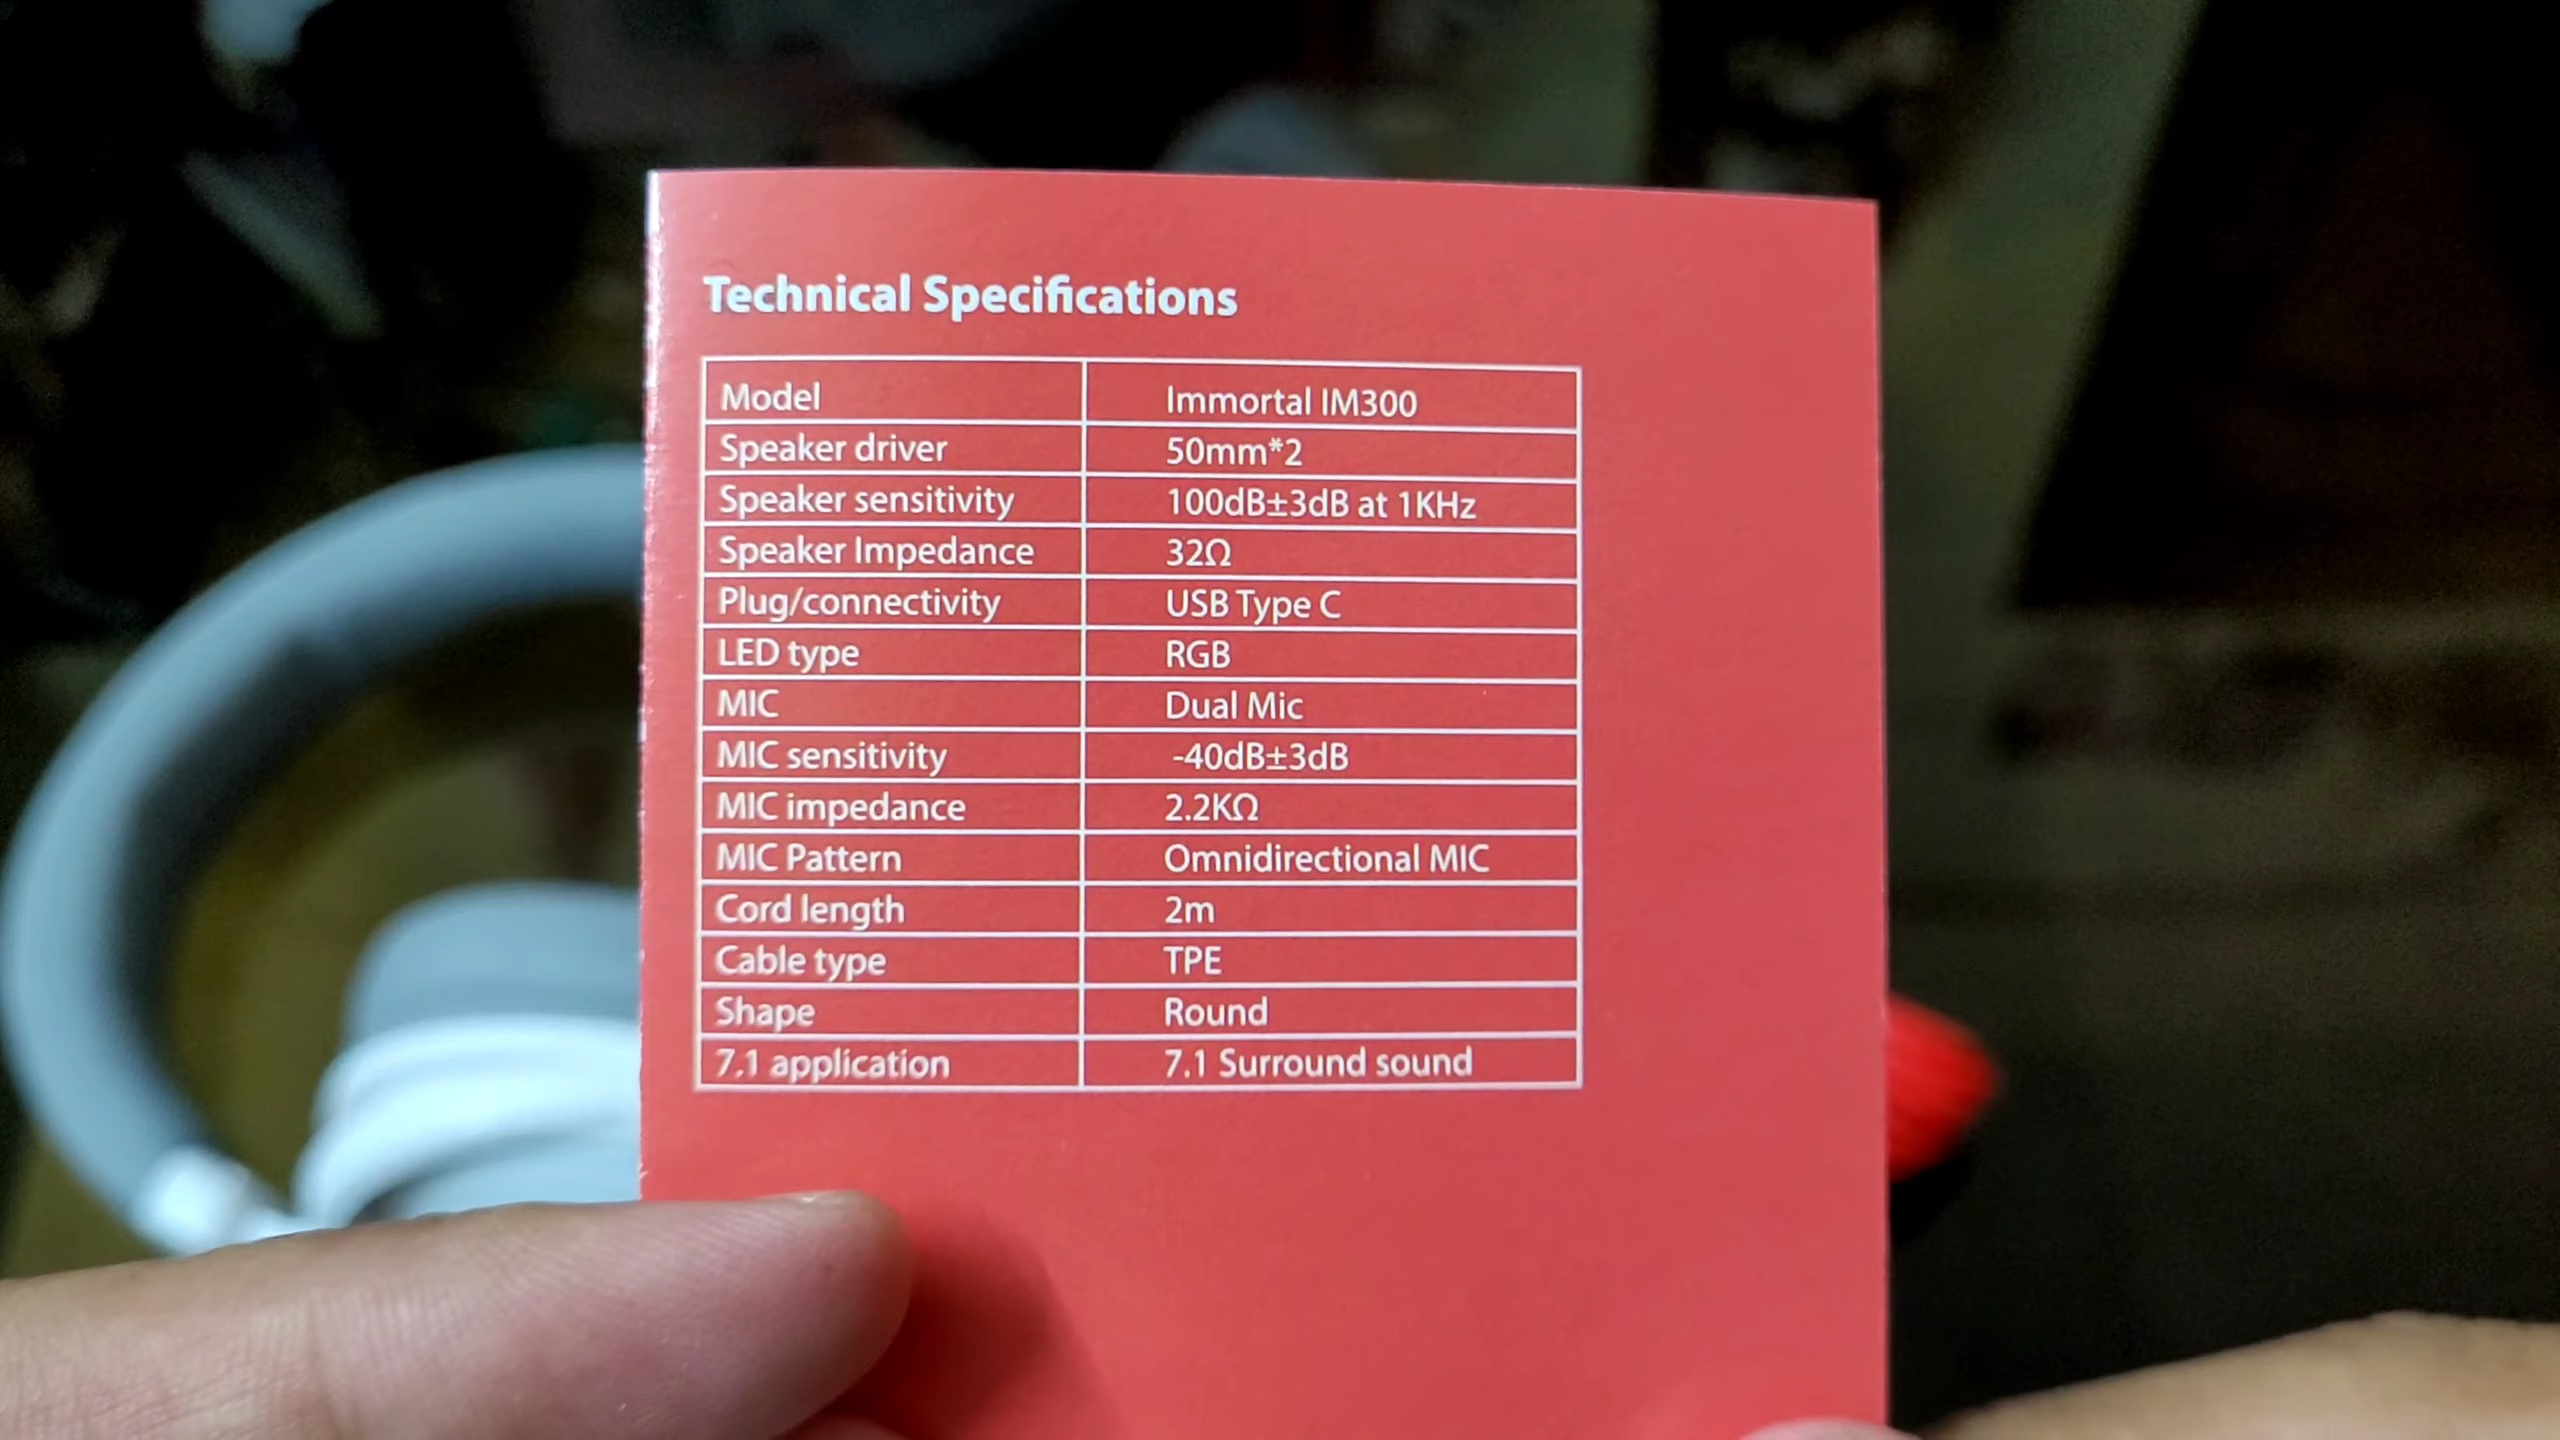 Technical Specifications
Model Immortal IM300
Speaker driver 50mm*2
Speaker sensitivity 100dB±3dB at 1KHz
Speaker Impedance 32Ω
Plug/connectivity USB Type C
LED type RGB
MIC Dual Mic
MIC sensitivity -40dB±3dB
MIC impedance 2.2KΩ
MIC Pattern Omnidirectional MIC
Cord length 2m
Cable type TPE
Shape Round
7.1 application 7.1 Surround sound